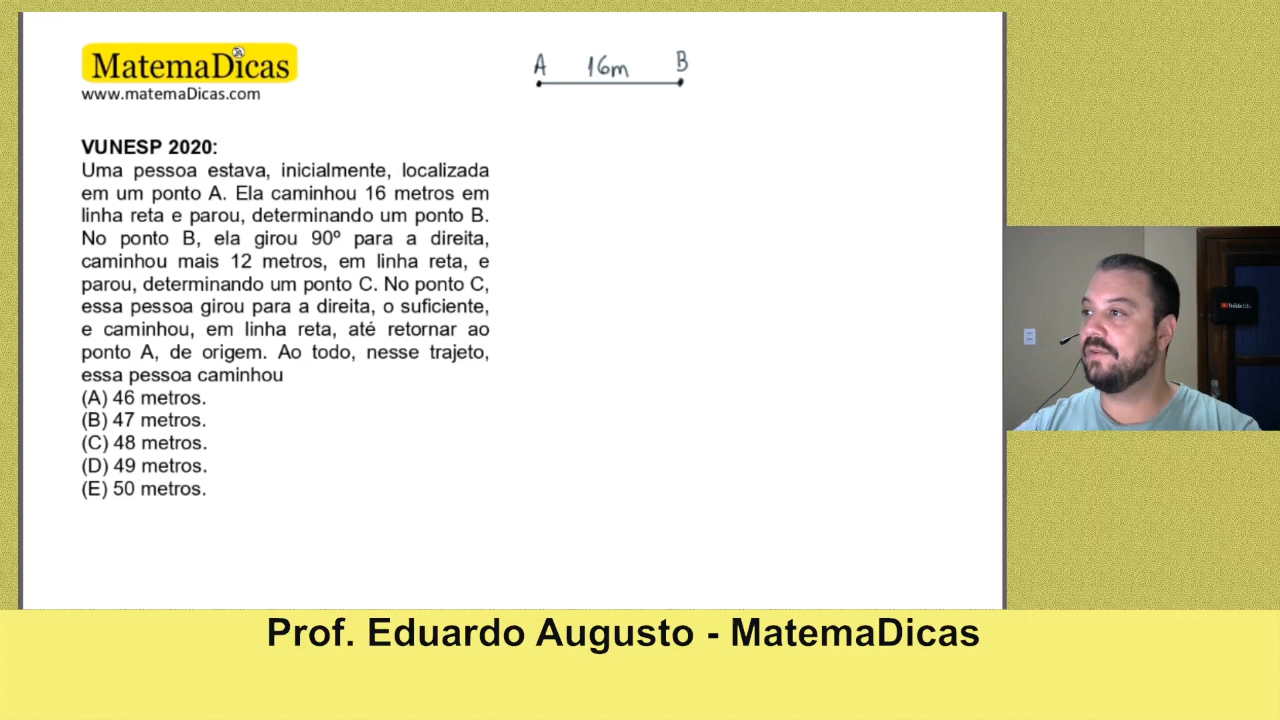 MatemaDicas
www.matemaDicas.com
A 16m B
VUNESP 2020:
Uma pessoa estava, inicialmente, localizada
em um ponto A. Ela caminhou 16 metros em
linha reta e parou, determinando um ponto B.
No ponto B, ela girou 90º para a direita,
caminhou mais 12 metros, em linha reta, e
parou, determinando um ponto C. No ponto C,
essa pessoa girou para a direita, o suficiente,
e caminhou, em linha reta, até retornar ao
ponto A, de origem. Ao todo, nesse trajeto,
essa pessoa caminhou
(A) 46 metros.
(B) 47 metros.
(C) 48 metros.
(D) 49 metros.
(E) 50 metros.
Prof. Eduardo Augusto - MatemaDicas